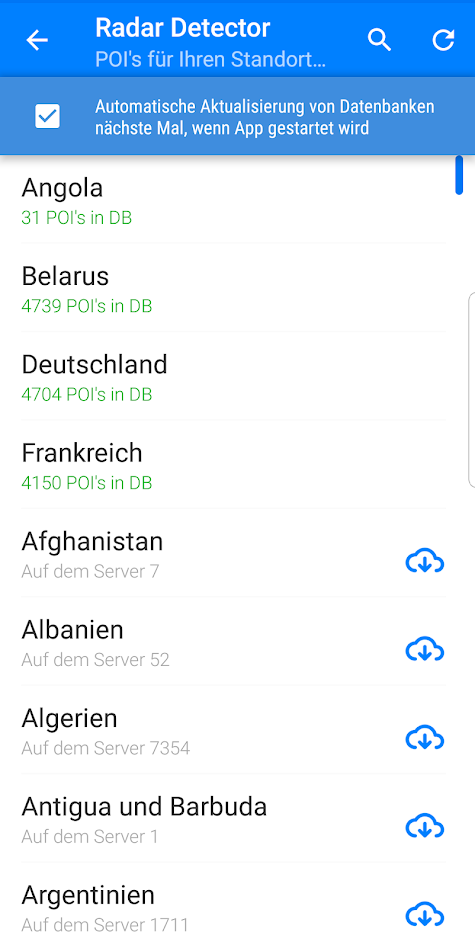 Radar Detector
POI's für Ihren Standort...
Automatische Aktualisierung von Datenbanken
nächste Mal, wenn App gestartet wird
Angola
31 POI's in DB
Belarus
4739 POI's in DB
Deutschland
4704 POI's in DB
Frankreich
4150 POI's in DB
Afghanistan
Auf dem Server 7
Albanien
Auf dem Server 52
Algerien
Auf dem Server 7354
Antigua und Barbuda
Auf dem Server 1
Argentinien
Auf dem Server 1711